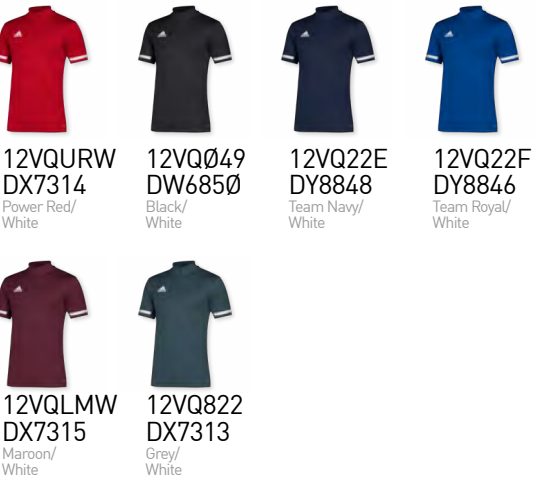 12VQURW
DX7314
Power Red/
White
12VQØ49
DW685Ø
Black/
White
12VQ22E
DY8848
Team Navy/
White
12VQ22F
DY8846
Team Royal/
White
12VQLMW
DX7315
Maroon/
White
12VQ822
DX7313
Grey/
White